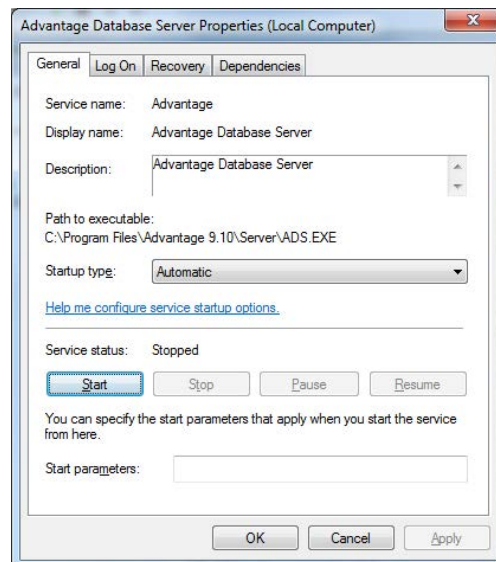 Advantage Database Server Properties (Local Computer)
General Log On Recovery Dependencies
Service name: Advantage
Display name: Advantage Database Server
Description: Advantage Database Server
Path to executable:
C:\Program Files\Advantage 9.10\Server\ADS.EXE
Startup type: Automatic
Help me configure service startup options.
Service status: Stopped
Start Stop Pause Resume
You can specify the start parameters that apply when you start the service
from here.
Start parameters:
OK Cancel Apply